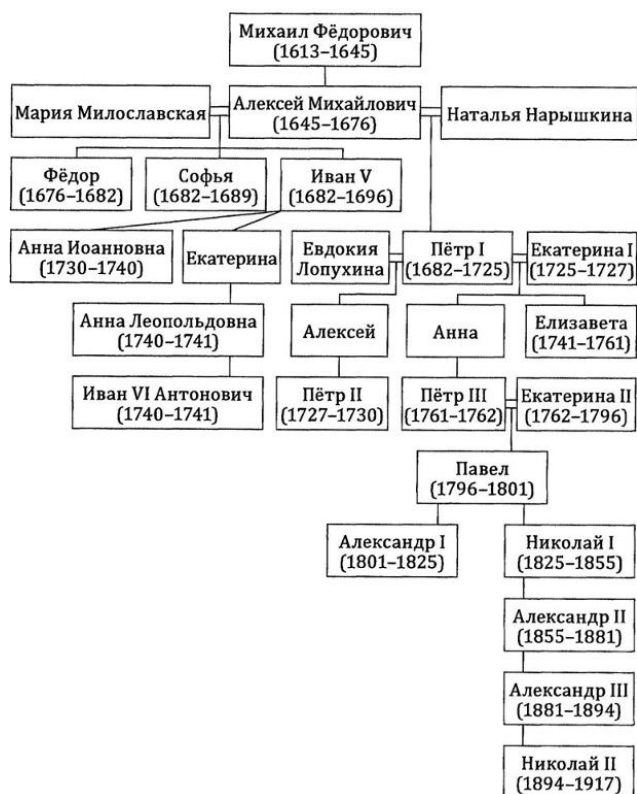 Михаил Фёдорович
(1613–1645)
Мария Милославская
Алексей Михайлович
(1645–1676)
Наталья Нарышкина
Фёдор
(1676–1682)
Софья
(1682–1689)
Иван V
(1682–1696)
Анна Иоанновна
(1730–1740)
Екатерина
Евдокия
Лопухина
Пётр I
(1682–1725)
Екатерина I
(1725–1727)
Анна Леопольдовна
(1740–1741)
Алексей
Анна
Елизавета
(1741–1761)
Иван VI Антонович
(1740–1741)
Пётр II
(1727–1730)
Пётр III
(1761–1762)
Екатерина II
(1762–1796)
Павел
(1796–1801)
Александр I
(1801–1825)
Николай I
(1825–1855)
Александр II
(1855–1881)
Александр III
(1881–1894)
Николай II
(1894–1917)